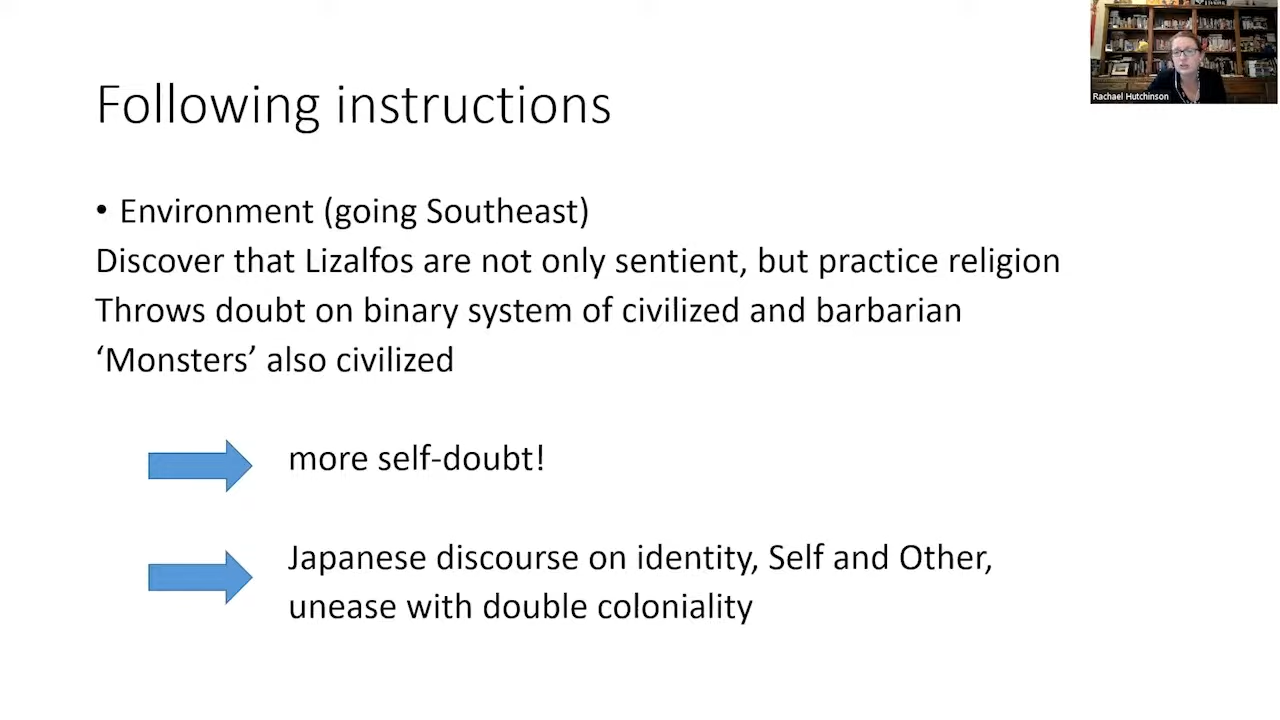 Rachael Hutchinson
Following instructions
• Environment (going Southeast)
Discover that Lizalfos are not only sentient, but practice religion
Throws doubt on binary system of civilized and barbarian
‘Monsters’ also civilized
more self-doubt!
Japanese discourse on identity, Self and Other,
unease with double coloniality